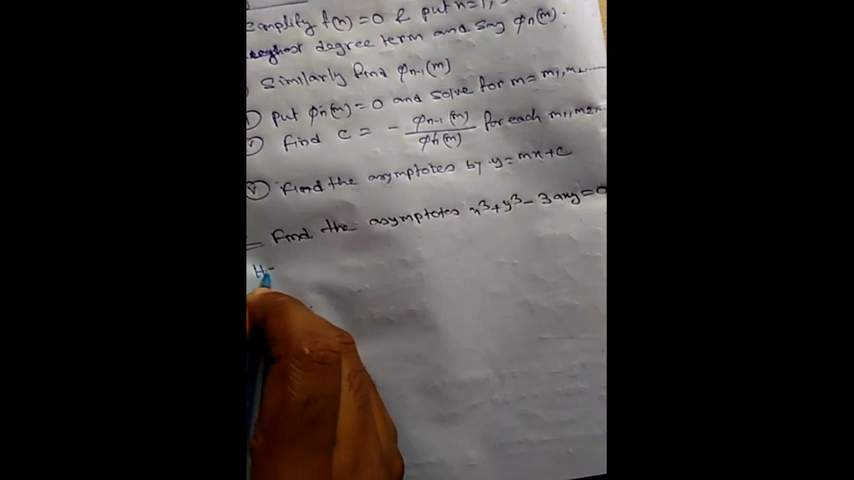 Simplify f(x) = 0 & put x = 1,
highest degree term and say ϕn(m).
Similarly find ϕn-1(m)
put ϕn(m) = 0 and solve for m = m1, m2, ......
find c = - ϕn-1(m) / ϕ'n(m) for each m1, m2...
Find the asymptotes by y = mx + c
Find the asymptotes x³ + y³ - 3axy = 0
H-